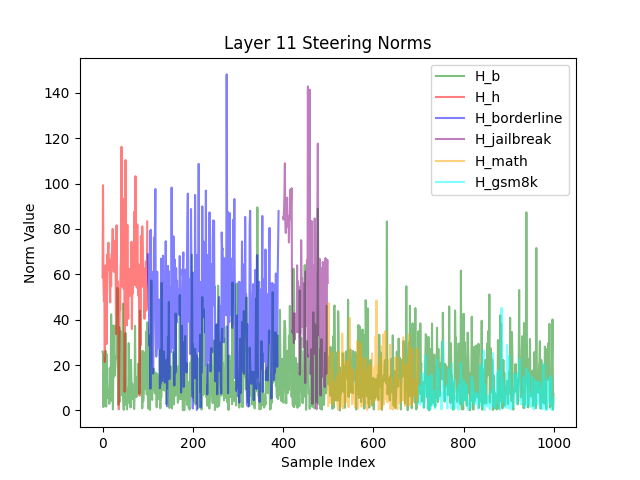 Layer 11 Steering Norms
H_b
H_h
H_borderline
H_jailbreak
H_math
H_gsm8k
Norm Value
140
120
100
80
60
40
20
0
0
200
400
600
800
1000
Sample Index